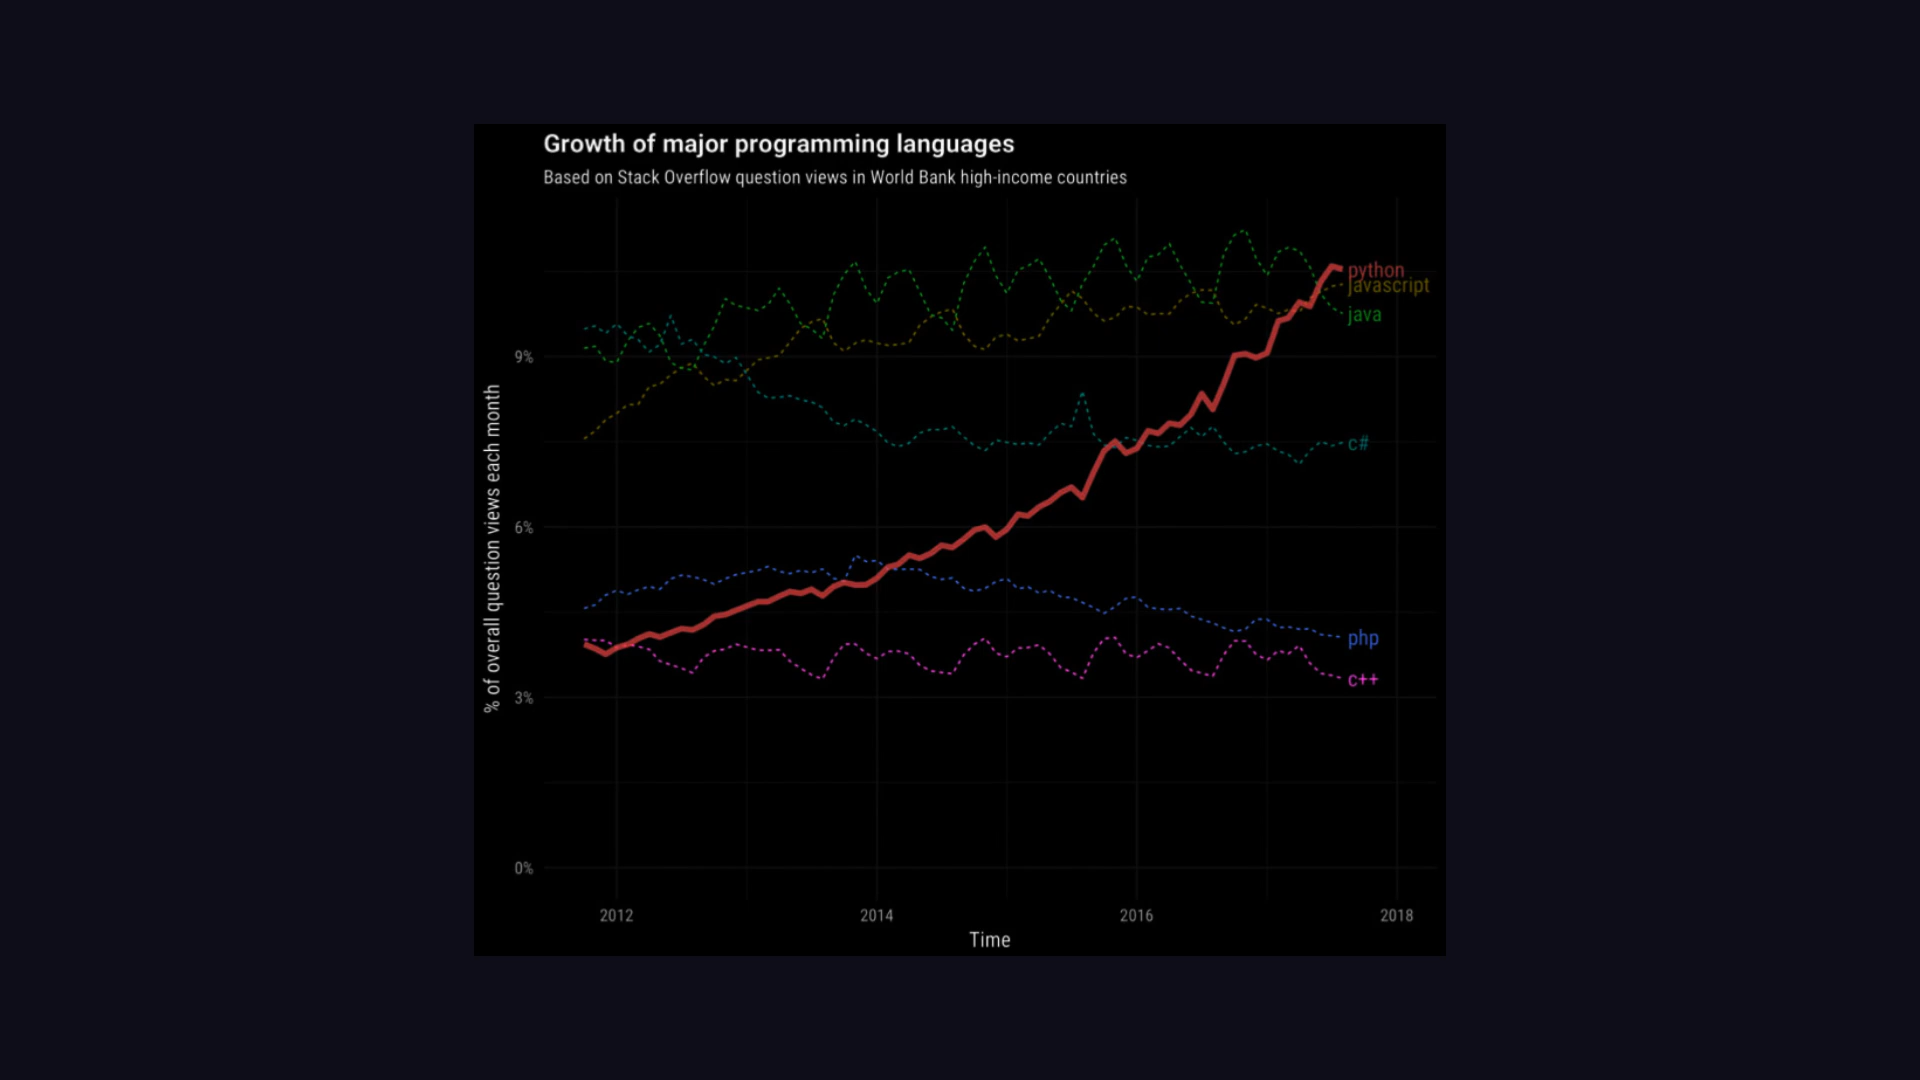 Growth of major programming languages
Based on Stack Overflow question views in World Bank high-income countries
% of overall question views each month
9%
6%
3%
0%
python
javascript
java
c#
php
c++
2012
2014
2016
2018
Time